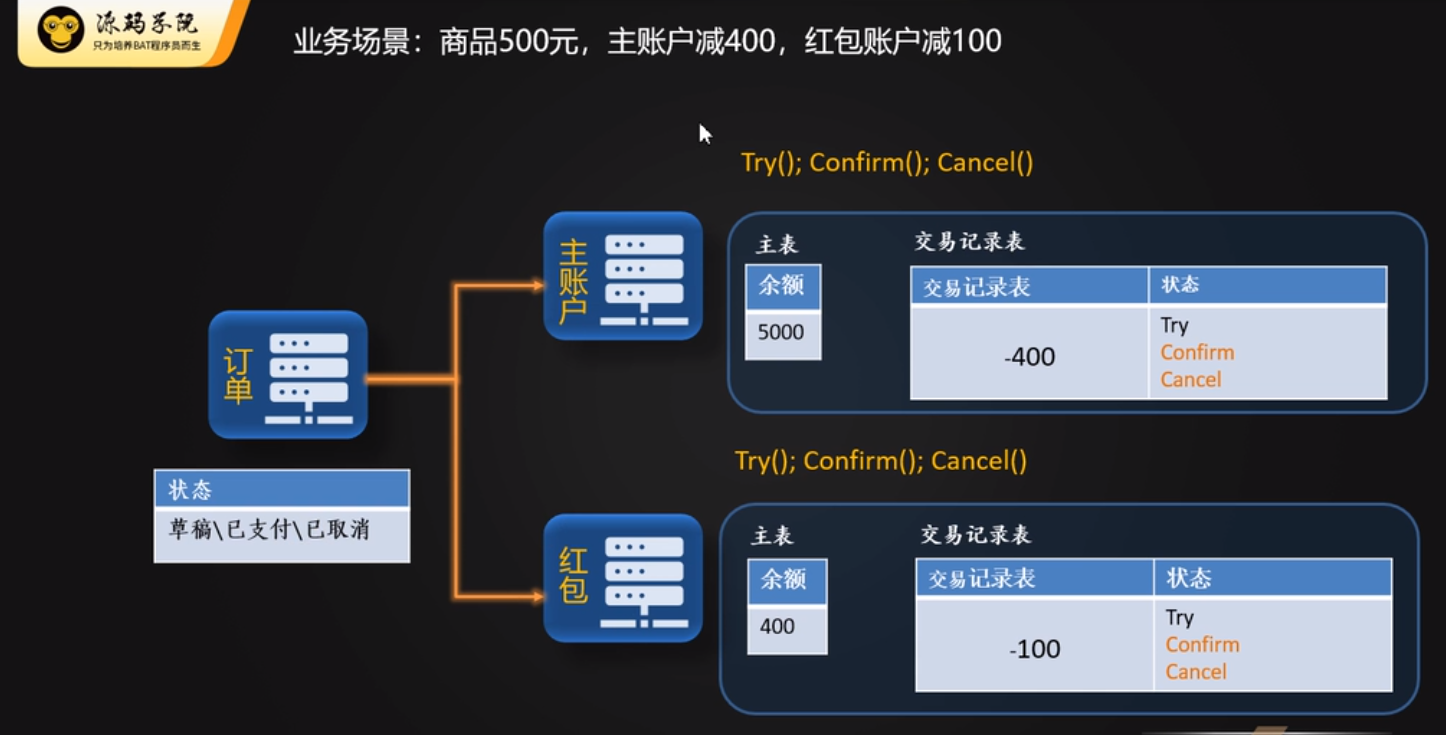 源码学院
只为培养BAT程序员而生
业务场景：商品500元，主账户减400，红包账户减100
Try(); Confirm(); Cancel()
主账户
主表
余额
5000
交易记录表
交易记录表 状态
-400
Try
Confirm
Cancel
订单
状态
草稿\已支付\已取消
Try(); Confirm(); Cancel()
红包
主表
余额
400
交易记录表
交易记录表 状态
-100
Try
Confirm
Cancel